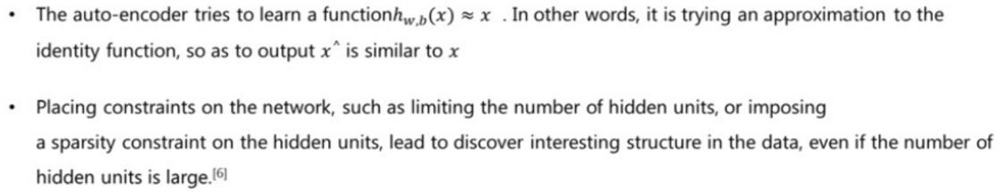 • The auto-encoder tries to learn a function$h_{w,b}(x) ≈ x$ . In other words, it is trying an approximation to the
identity function, so as to output $x^$ is similar to $x$
• Placing constraints on the network, such as limiting the number of hidden units, or imposing
a sparsity constraint on the hidden units, lead to discover interesting structure in the data, even if the number of
hidden units is large.[6]